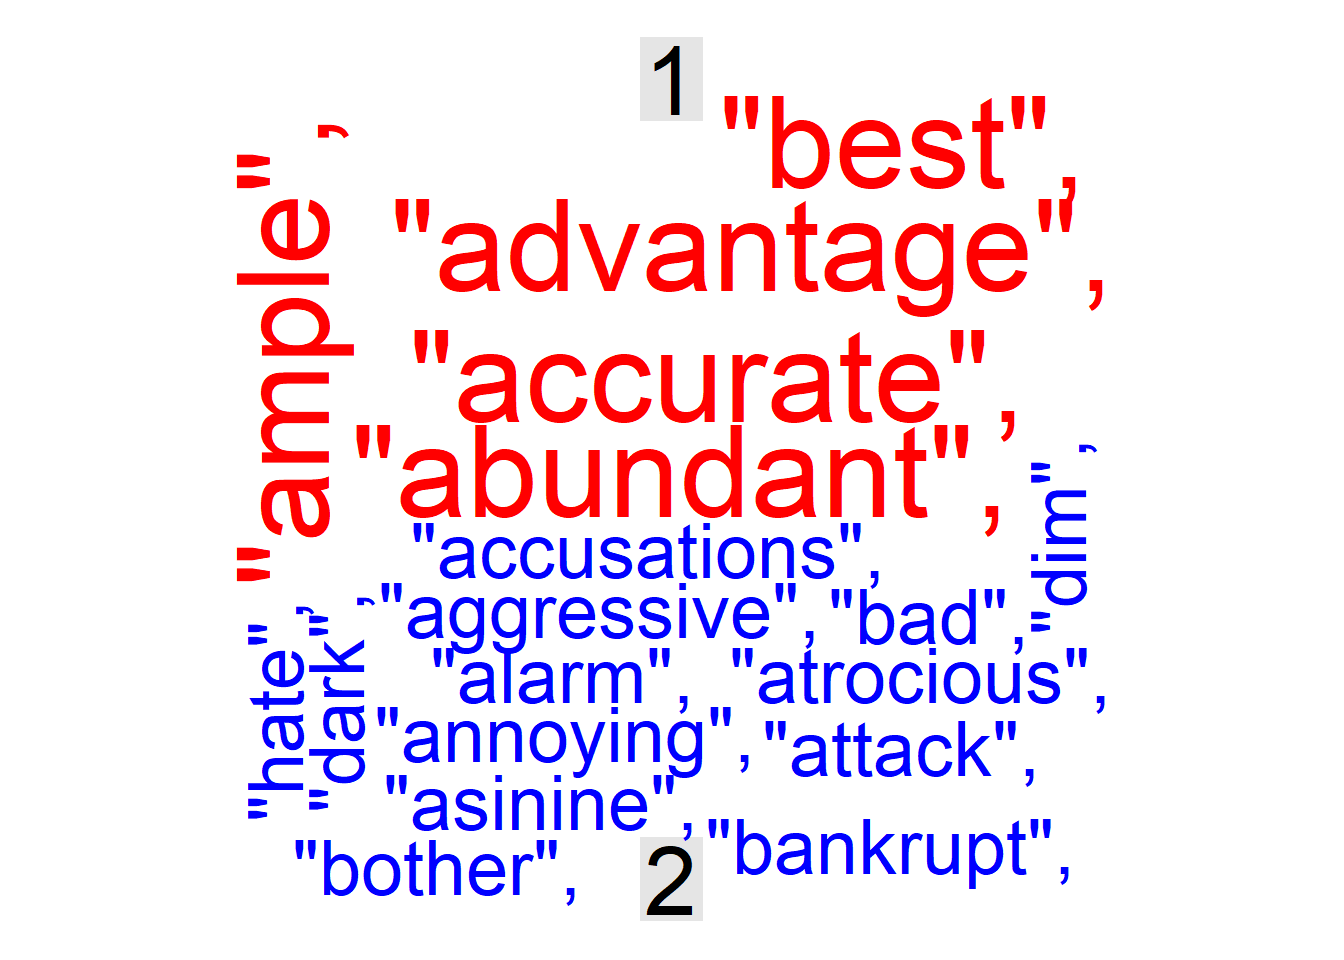 1
"best",
"ample",
"advantage",
"accurate",
"abundant",
"dim",
"accusations",
"aggressive",
"bad",
"hate",
"dark",
"alarm",
"atrocious",
"annoying",
"attack",
"asinine",
"bankrupt",
"bother",
2